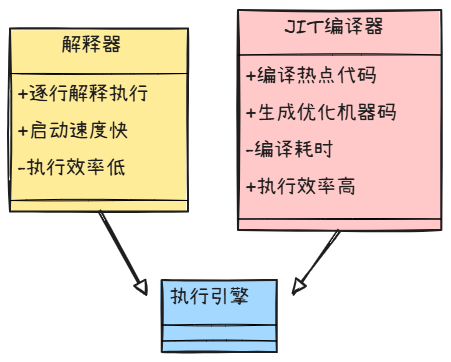 解释器
+逐行解释执行
+启动速度快
-执行效率低
JIT编译器
+编译热点代码
+生成优化机器码
-编译耗时
+执行效率高
执行引擎